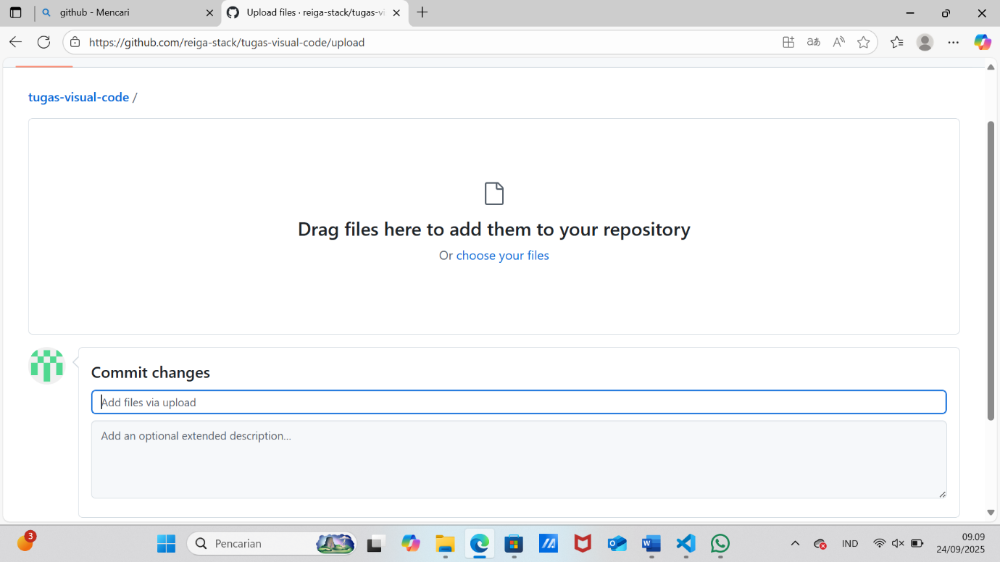 github - Mencari
Upload files · reiga-stack/tugas-vi
https://github.com/reiga-stack/tugas-visual-code/upload
tugas-visual-code /
Drag files here to add them to your repository
Or choose your files
Commit changes
Add files via upload
Add an optional extended description...
3
Pencarian
IND
09.09
24/09/2025